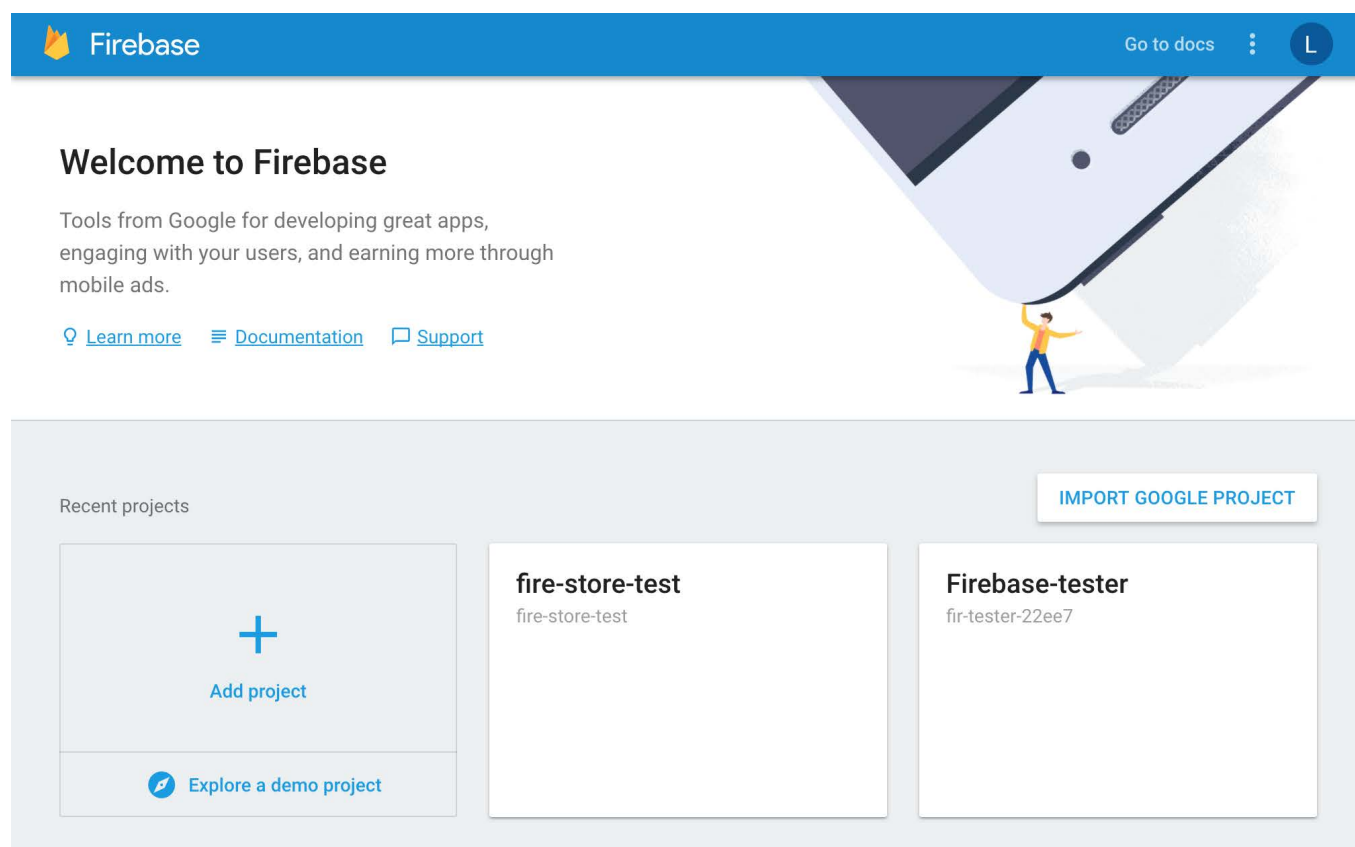 Firebase
Go to docs
L
Welcome to Firebase
Tools from Google for developing great apps,
engaging with your users, and earning more through
mobile ads.
Learn more Documentation Support
Recent projects
IMPORT GOOGLE PROJECT
Add project
Explore a demo project
fire-store-test
fire-store-test
Firebase-tester
fir-tester-22ee7